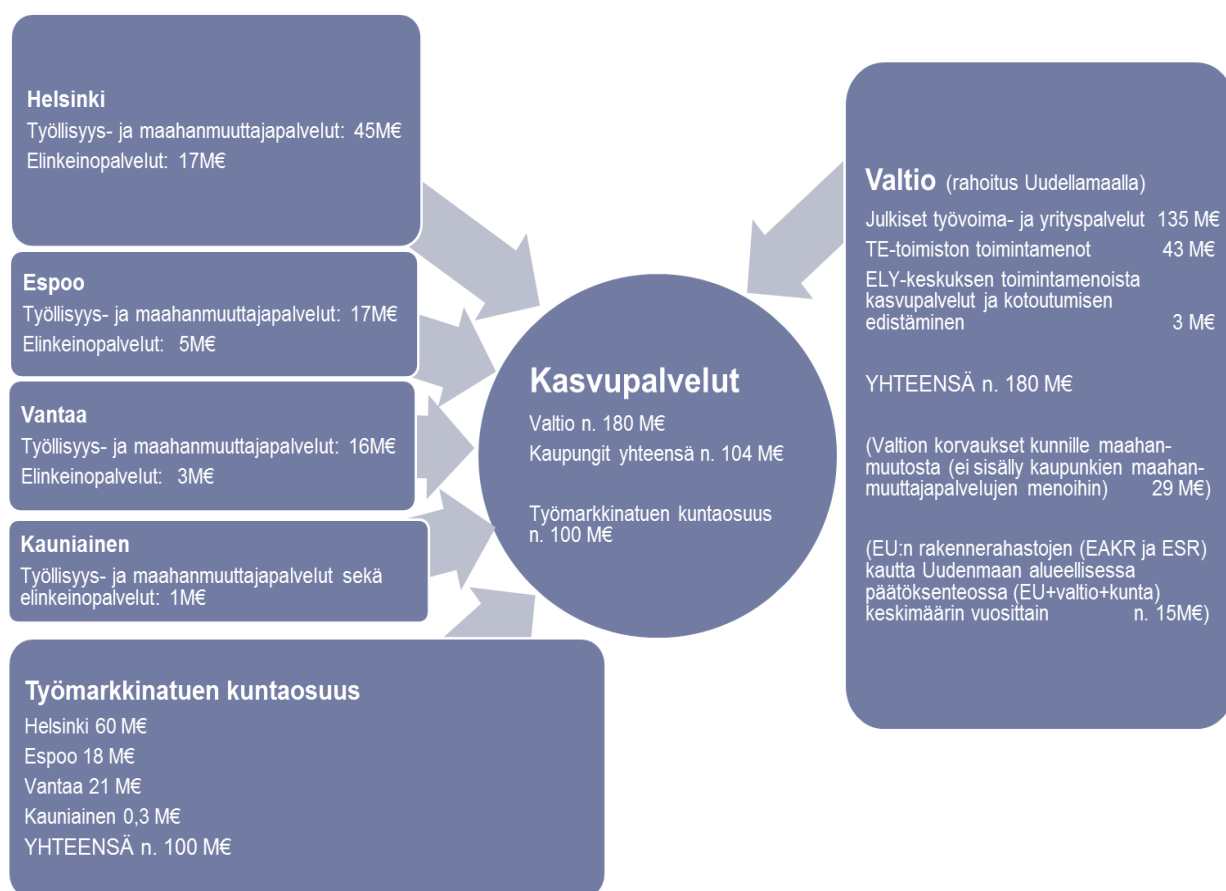 Helsinki
Työllisyys- ja maahanmuuttajapalvelut: 45M€
Elinkeinopalvelut: 17M€
Espoo
Työllisyys- ja maahanmuuttajapalvelut: 17M€
Elinkeinopalvelut: 5M€
Vantaa
Työllisyys- ja maahanmuuttajapalvelut: 16M€
Elinkeinopalvelut: 3M€
Kauniainen
Työllisyys- ja maahanmuuttajapalvelut sekä
elinkeinopalvelut: 1M€
Työmarkkinatuen kuntaosuus
Helsinki 60 M€
Espoo 18 M€
Vantaa 21 M€
Kauniainen 0,3 M€
YHTEENSÄ n. 100 M€
Kasvupalvelut
Valtio n. 180 M€
Kaupungit yhteensä n. 104 M€
Työmarkkinatuen kuntaosuus
n. 100 M€
Valtio (rahoitus Uudellamaalla)
Julkiset työvoima- ja yrityspalvelut 135 M€
TE-toimiston toimintamenot 43 M€
ELY-keskuksen toimintamenoista
kasvupalvelut ja kotoutumisen
edistäminen 3 M€
YHTEENSÄ n. 180 M€
(Valtion korvaukset kunnille maahan-
muutosta (ei sisälly kaupunkien maahan-
muuttajapalvelujen menoihin) 29 M€)
(EU:n rakennerahastojen (EAKR ja ESR)
kautta Uudenmaan alueellisessa
päätöksenteossa (EU+valtio+kunta)
keskimäärin vuosittain n. 15M€)